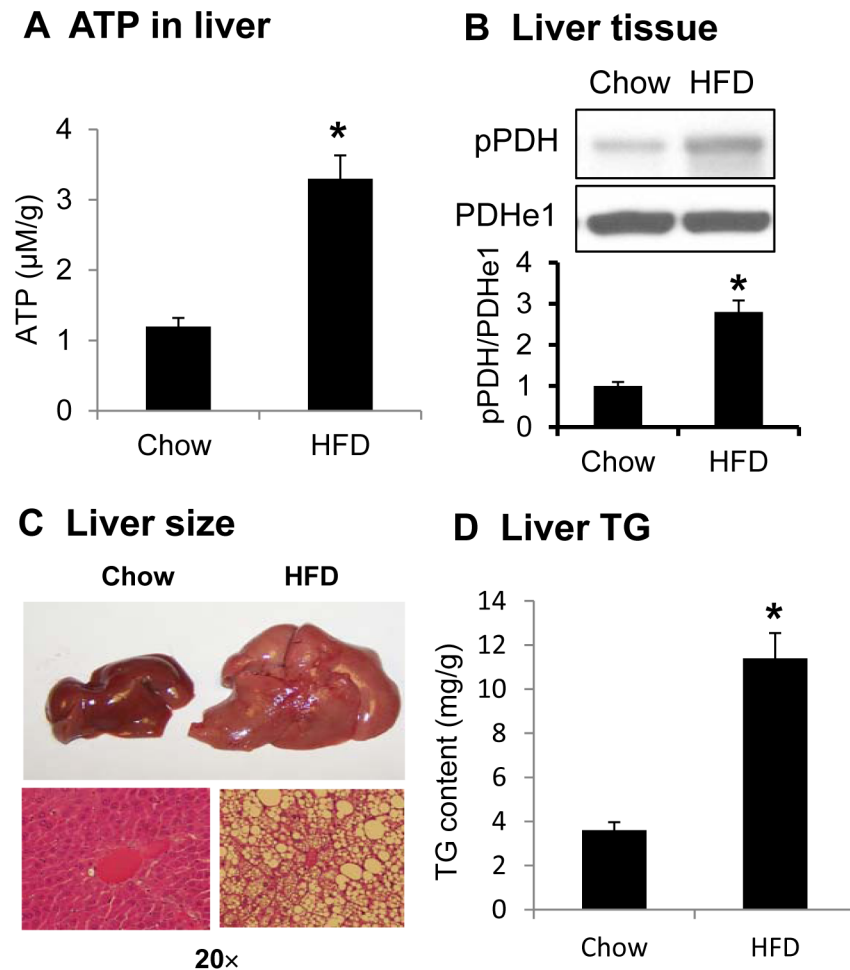 A ATP in liver
4
3
2
1
0
ATP (µM/g)
*
Chow HFD
B Liver tissue
Chow HFD
pPDH
PDHe1
4
3
2
1
0
pPDH/PDHe1
*
Chow HFD
C Liver size
Chow HFD
20×
D Liver TG
14
12
10
8
6
4
2
0
TG content (mg/g)
*
Chow HFD